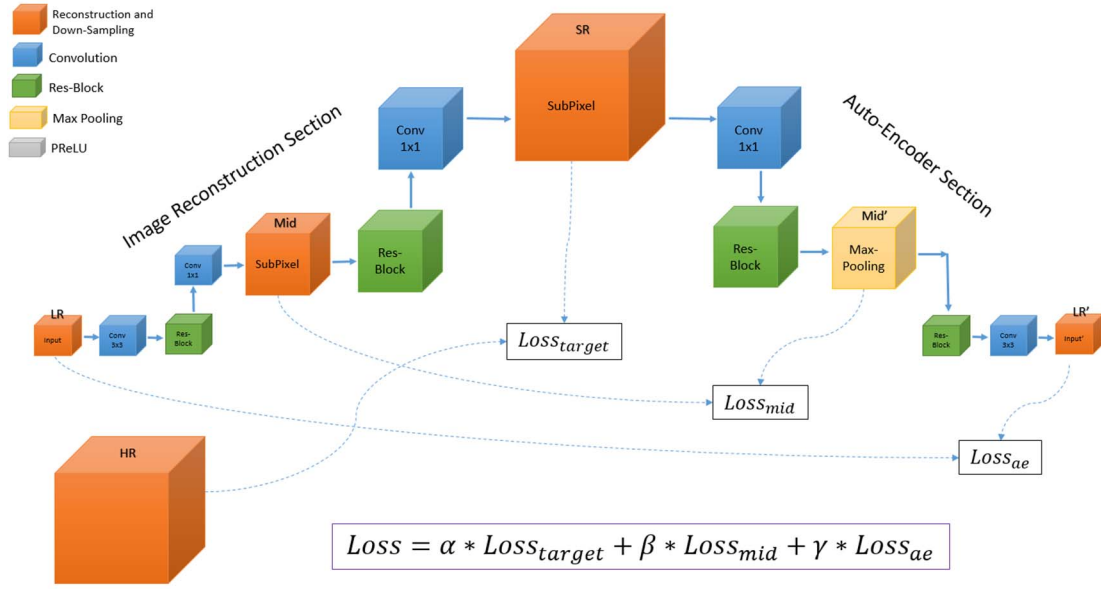 Reconstruction and
Down-Sampling
Convolution
Res-Block
Max Pooling
PReLU
Image Reconstruction Section
Auto-Encoder Section
SR
SubPixel
Conv
1x1
Conv
1x1
Mid
SubPixel
Res-
Block
Res-
Block
Mid'
Max-
Pooling
Conv
1x1
LR
Input
Conv
3x3
Res-
Block
Res-
Block
Conv
3x3
LR'
Input'
Loss_target
Loss_mid
Loss_ae
HR
Loss = α * Loss_target + β * Loss_mid + γ * Loss_ae